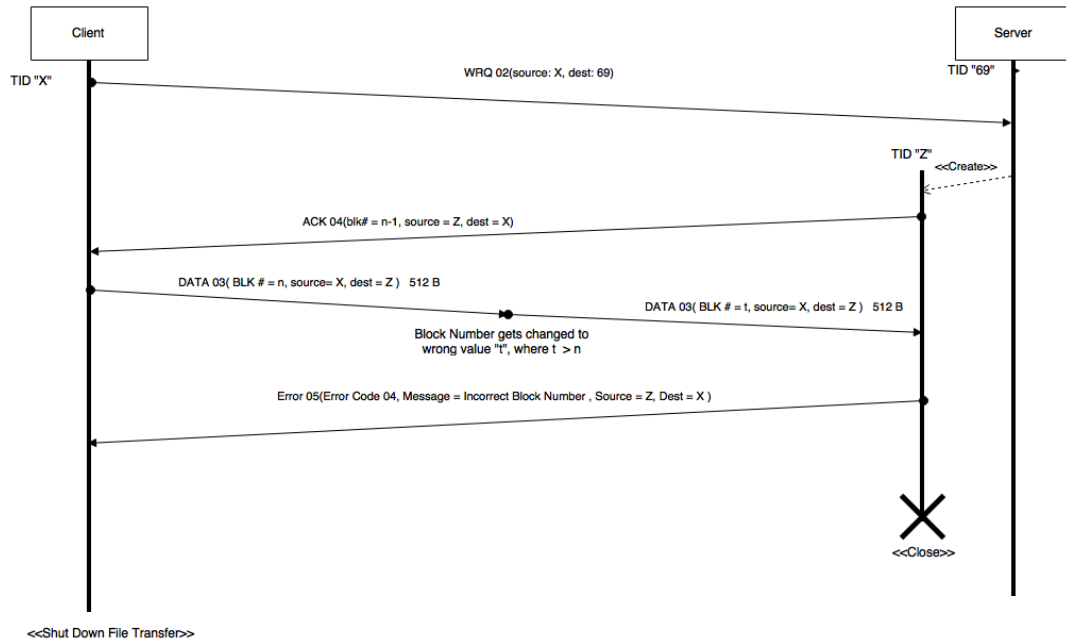 Client
Server
TID "X"
WRQ 02(source: X, dest: 69)
TID "69"
TID "Z"
<<Create>>
ACK 04(blk# = n-1, source = Z, dest = X)
DATA 03( BLK # = n, source= X, dest = Z )   512 B
DATA 03( BLK # = t, source= X, dest = Z )   512 B
Block Number gets changed to
wrong value "t", where t  > n
Error 05(Error Code 04, Message = Incorrect Block Number , Source = Z, Dest = X )
<<Close>>
<<Shut Down File Transfer>>